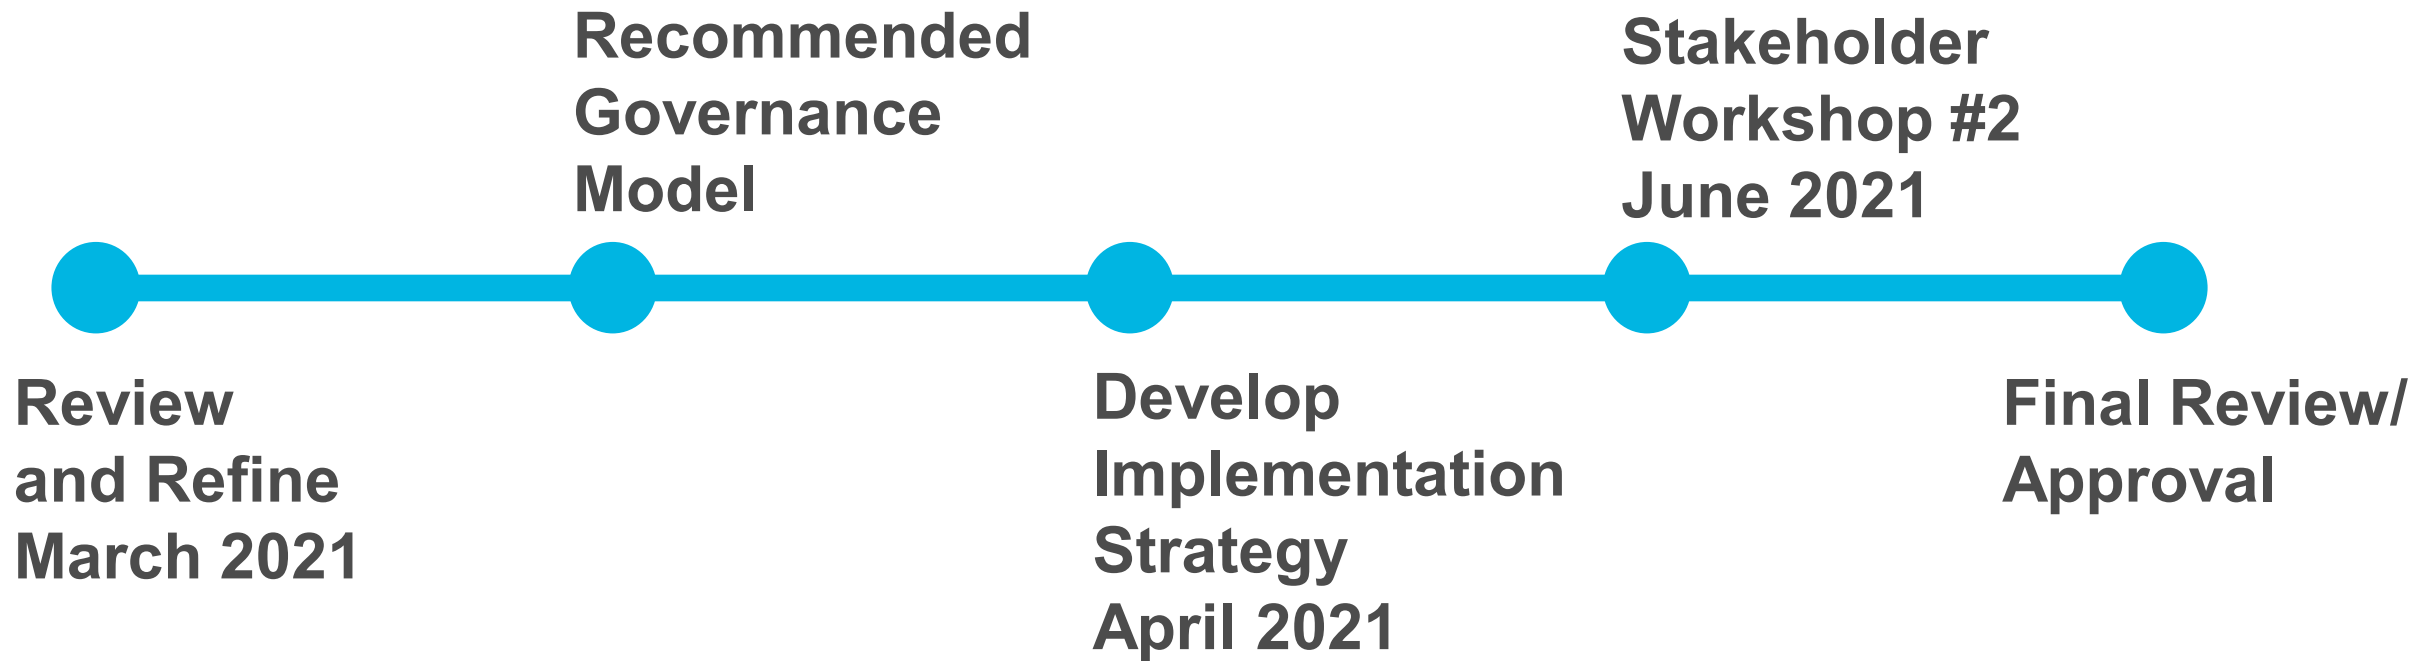 Recommended
Governance
Model
Stakeholder
Workshop #2
June 2021
Review
and Refine
March 2021
Develop
Implementation
Strategy
April 2021
Final Review/
Approval